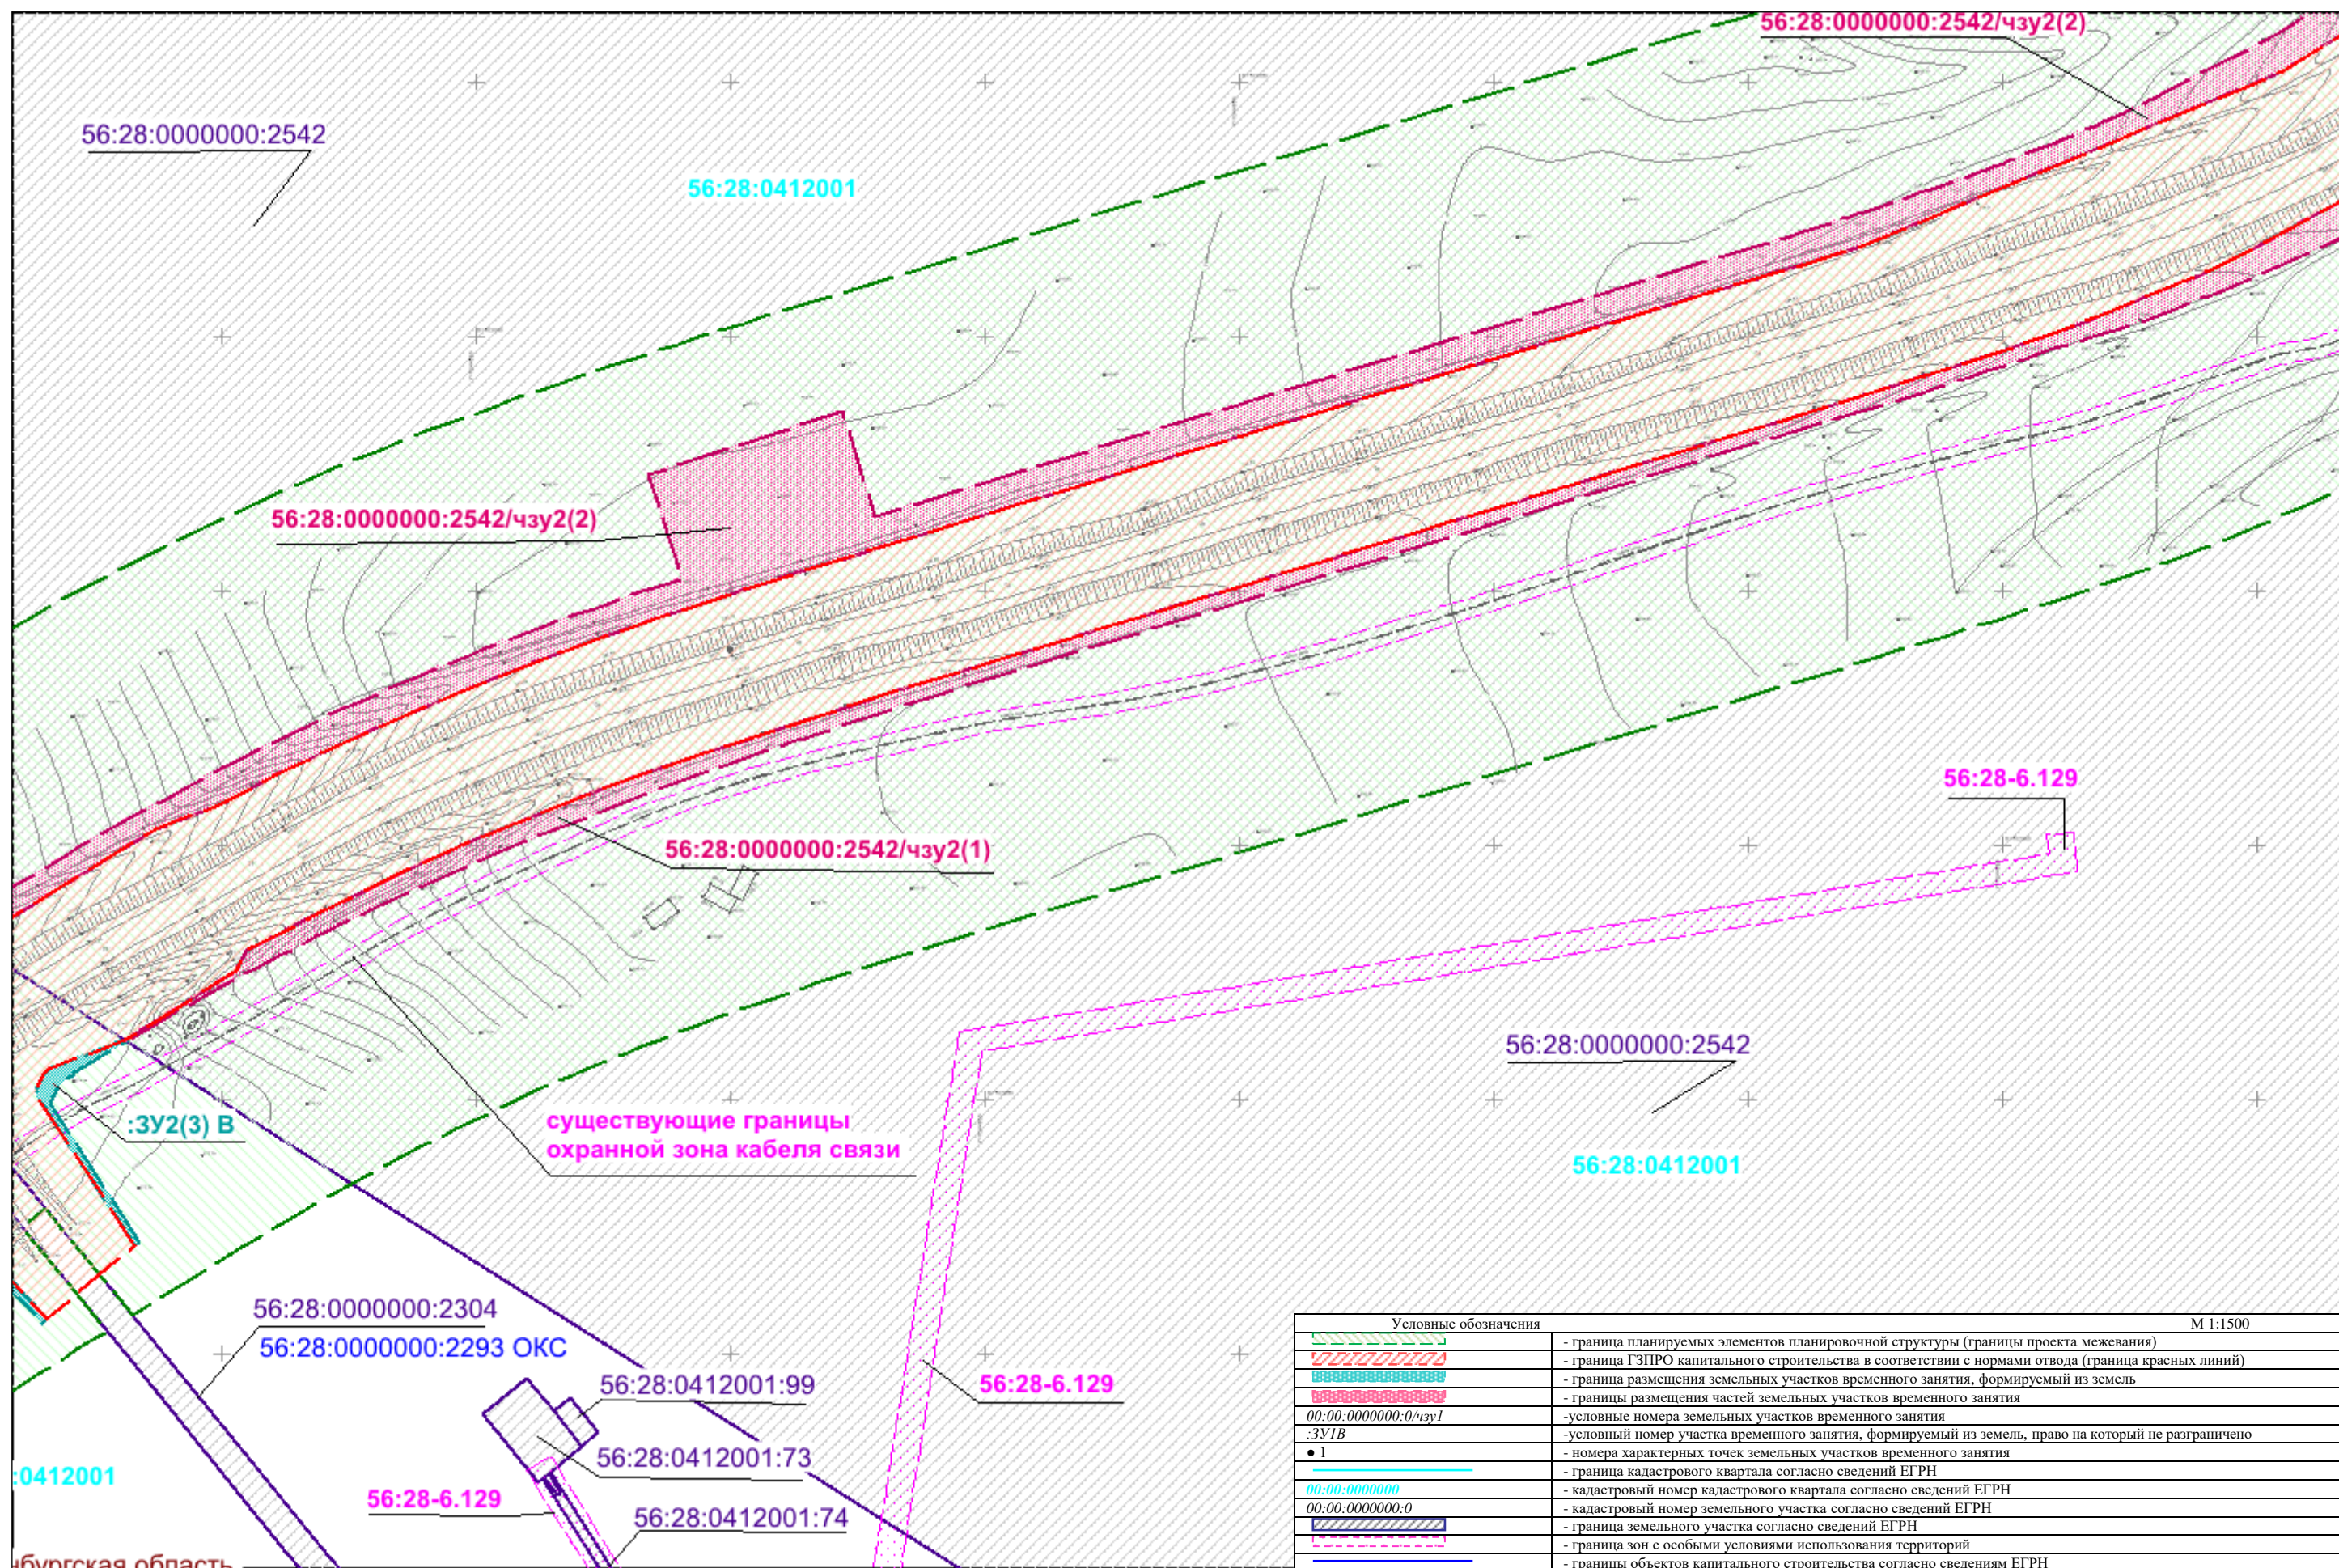 56:28:0000000:2542/чзу2(2)
56:28:0000000:2542
56:28:0412001
56:28:0000000:2542/чзу2(2)
56:28-6.129
56:28:0000000:2542/чзу2(1)
56:28:0000000:2542
:ЗУ2(3) В
существующие границы
охранной зона кабеля связи
56:28:0412001
56:28:0000000:2304
56:28:0000000:2293 ОКС
56:28:0412001:99
56:28-6.129
56:28:0412001:73
:0412001
56:28-6.129
56:28:0412001:74
нбургская область
Условные обозначения М 1:1500
- граница планируемых элементов планировочной структуры (границы проекта межевания)
- граница ГЗПРО капитального строительства в соответствии с нормами отвода (граница красных линий)
- граница размещения земельных участков временного занятия, формируемый из земель
- границы размещения частей земельных участков временного занятия
00:00:0000000:0/чзу1 -условные номера земельных участков временного занятия
:ЗУ1В -условный номер участка временного занятия, формируемый из земель, право на который не разграничено
● 1 - номера характерных точек земельных участков временного занятия
- граница кадастрового квартала согласно сведений ЕГРН
00:00:0000000 - кадастровый номер кадастрового квартала согласно сведений ЕГРН
00:00:0000000:0 - кадастровый номер земельного участка согласно сведений ЕГРН
- граница земельного участка согласно сведений ЕГРН
- граница зон с особыми условиями использования территорий
- границы объектов капитального строительства согласно сведениям ЕГРН